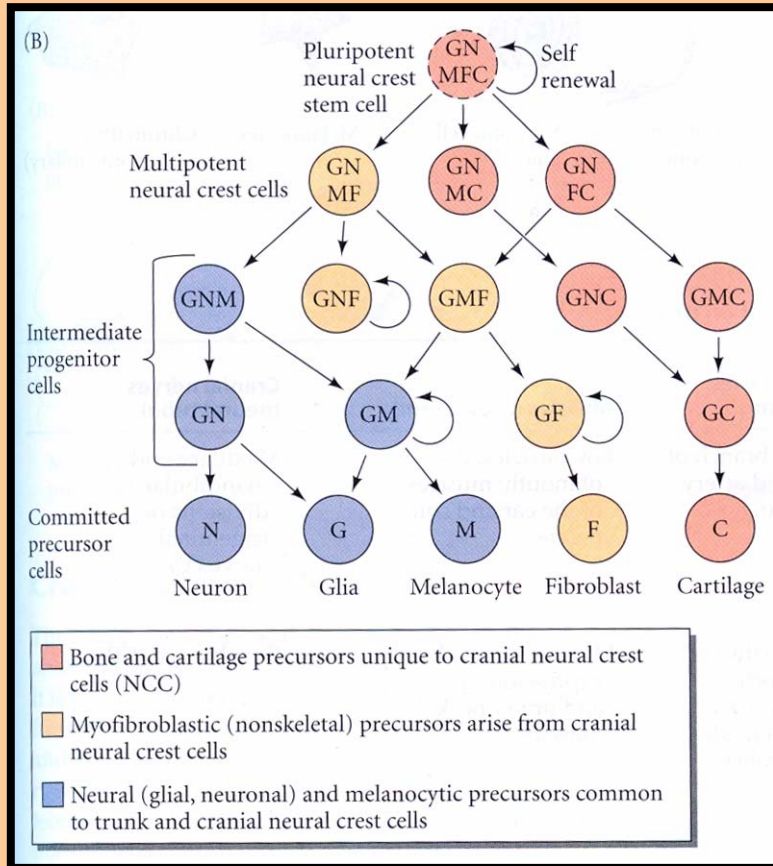 (B)
Pluripotent
neural crest
stem cell
GN
MFC
Self
renewal
Multipotent
neural crest cells
GN
MF
GN
MC
GN
FC
Intermediate
progenitor
cells
GNM
GNF
GMF
GNC
GMC
GN
GM
GF
GC
Committed
precursor
cells
N
G
M
F
C
Neuron
Glia
Melanocyte
Fibroblast
Cartilage
Bone and cartilage precursors unique to cranial neural crest
cells (NCC)
Myofibroblastic (nonskeletal) precursors arise from cranial
neural crest cells
Neural (glial, neuronal) and melanocytic precursors common
to trunk and cranial neural crest cells